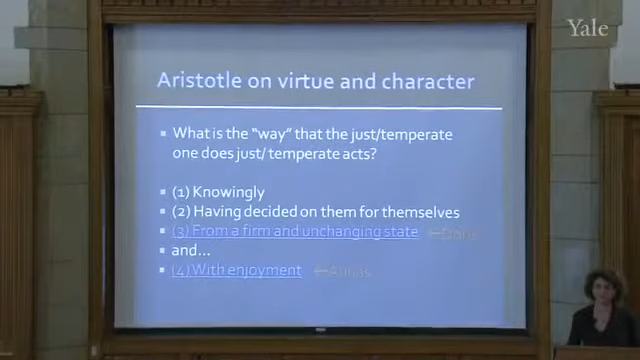 Yale
Aristotle on virtue and character
▪ What is the "way" that the just/temperate
one does just/ temperate acts?
▪ (1) Knowingly
▪ (2) Having decided on them for themselves
▪ (3) From a firm and unchanging state ←Doris
▪ and...
▪ (4) With enjoyment ←Annas